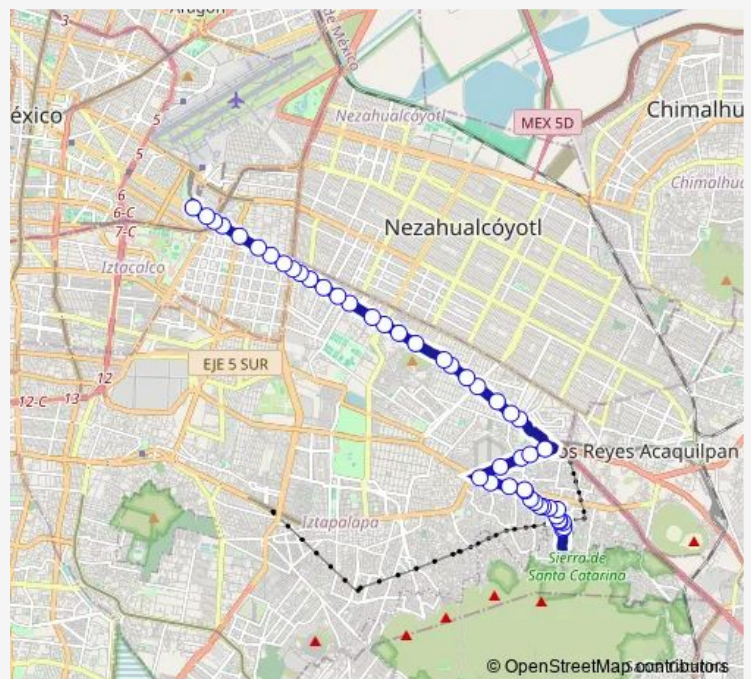 Aragón
3
de México
éxico
5
Nezahualcóyotl
MEX 5D
Chimalhu
5
6
6-C
7-C
Chimalhua
Nezahualcóyotl
Iztacalco
EJE 5 SUR
12
12-C
13
os Reyes Acaquilpan
Iztapalapa
Sierra de
Santa Catarina
© OpenStreetMap contributors